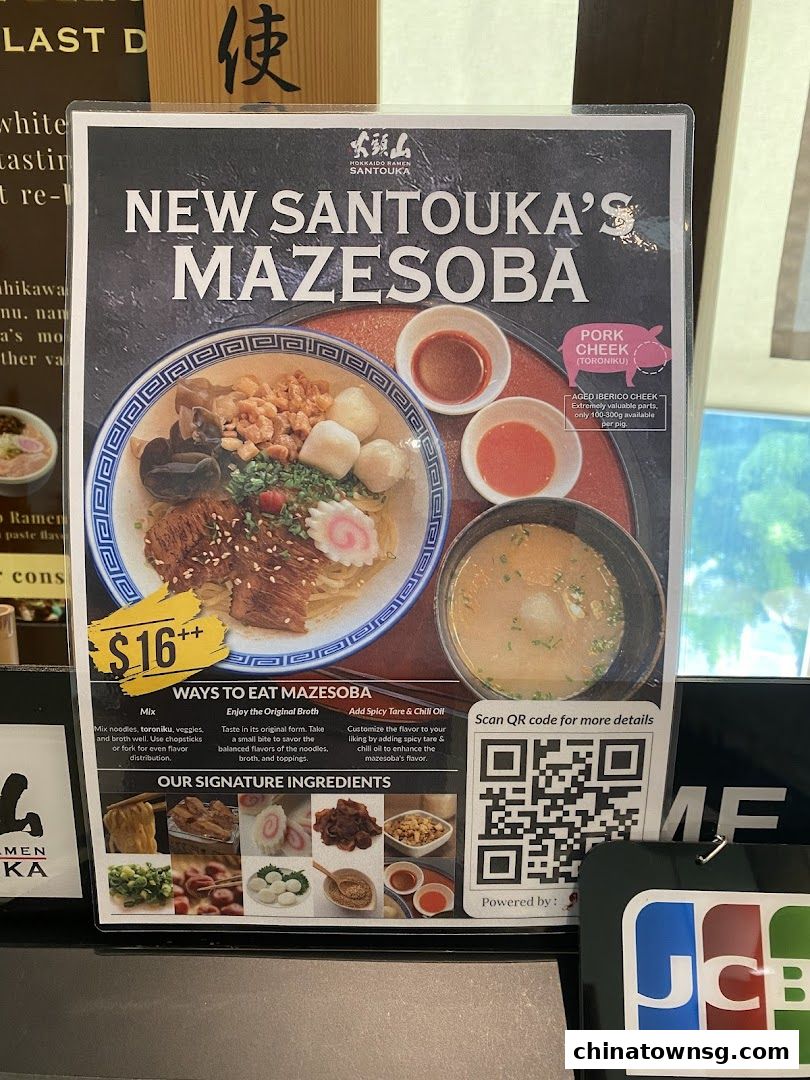 LAST D
使
white
tastin
t re-
ahikawa
nu. nan
a's mo
ther va
o Ramen
paste flav
r cons
山
RAMEN
KA
火頭山
HOKKAIDO RAMEN
SANTOUKA
NEW SANTOUKA'S
MAZESOBA
PORK
CHEEK
(TORONIKU)
AGED IBERICO CHEEK
Extremely valuable parts,
only 100-300g available
per pig.
$16++
WAYS TO EAT MAZESOBA
Mix
Mix noodles, toroniku, veggies,
and broth well. Use chopsticks
or fork for even flavor
distribution.
Enjoy the Original Broth
Taste in its original form. Take
a small bite to savor the
balanced flavors of the noodles,
broth, and toppings.
Add Spicy Tare & Chili Oil
Customize the flavor to your
liking by adding spicy tare &
chili oil to enhance the
mazesoba's flavor.
OUR SIGNATURE INGREDIENTS
Scan QR code for more details
Powered by :
ME
JCB
chinatownsg.com